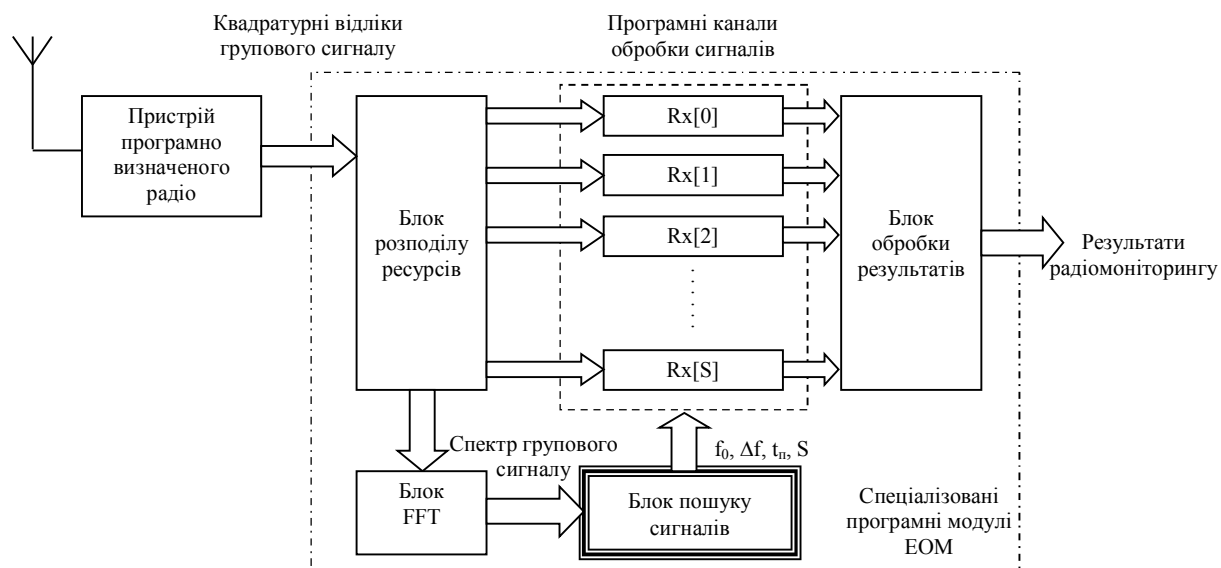 Квадратурні відліки
групового сигналу
Програмні канали
обробки сигналів
Пристрій
програмно
визначеного
радіо
Блок
розподілу
ресурсів
Rx[0]
Rx[1]
Rx[2]
Rx[S]
Блок
обробки
результатів
Результати
радіомоніторингу
Спектр групового
сигналу
f₀, Δf, tп, S
Блок
FFT
Блок пошуку
сигналів
Спеціалізовані
програмні модулі
ЕОМ